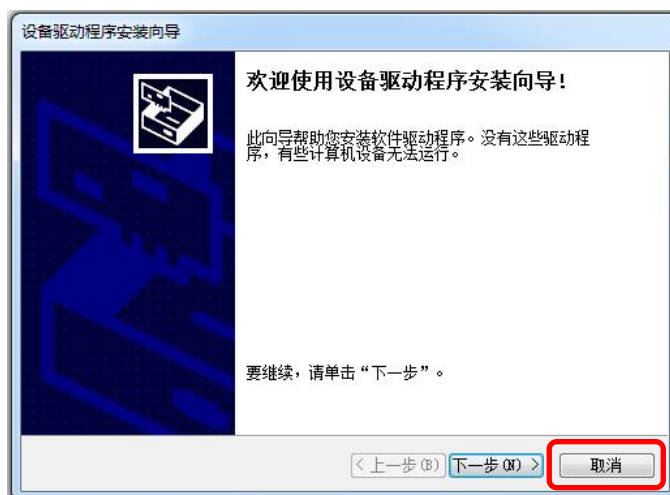 设备驱动程序安装向导
欢迎使用设备驱动程序安装向导!
此向导帮助您安装软件驱动程序。没有这些驱动程
序，有些计算机设备无法运行。
要继续，请单击“下一步”。
< 上一步(B) 下一步(N) > 取消